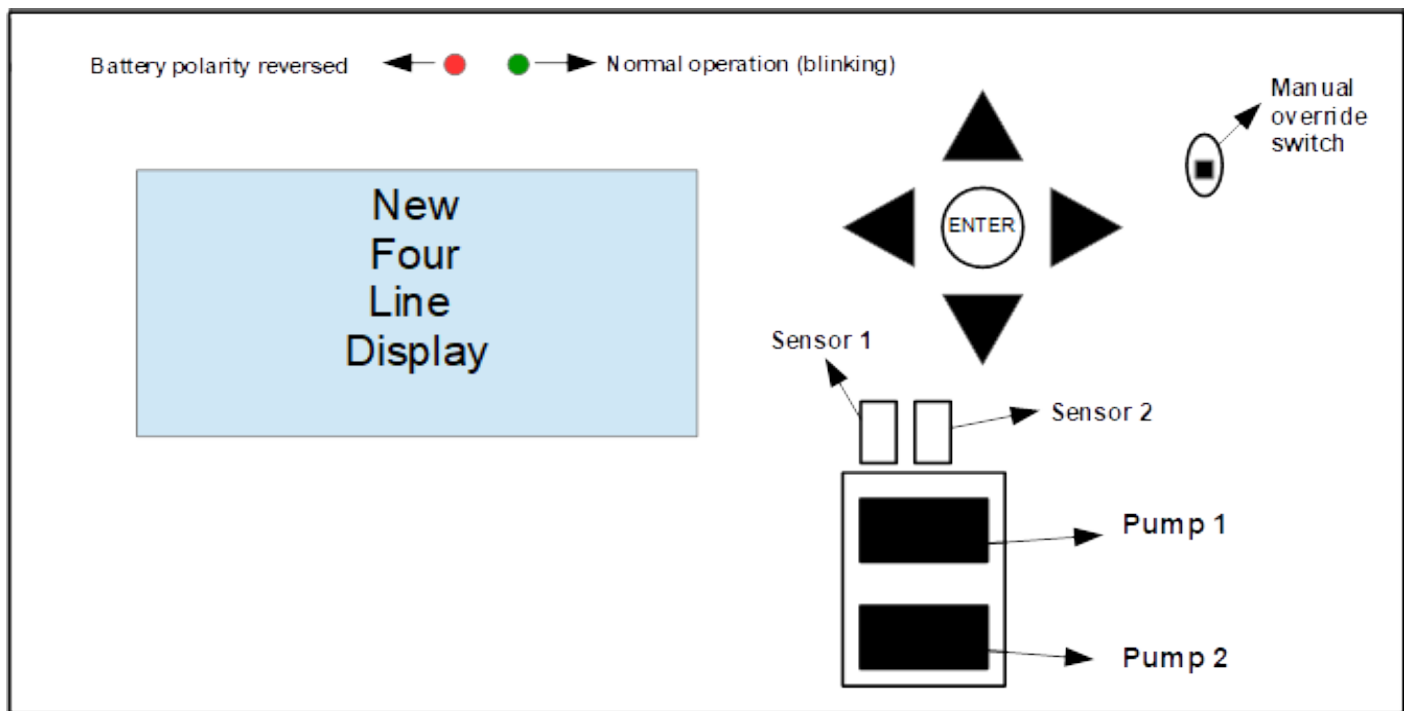 Battery polarity reversed
Normal operation (blinking)
Manual
override
switch
New
Four
Line
Display
ENTER
Sensor 1
Sensor 2
Pump 1
Pump 2